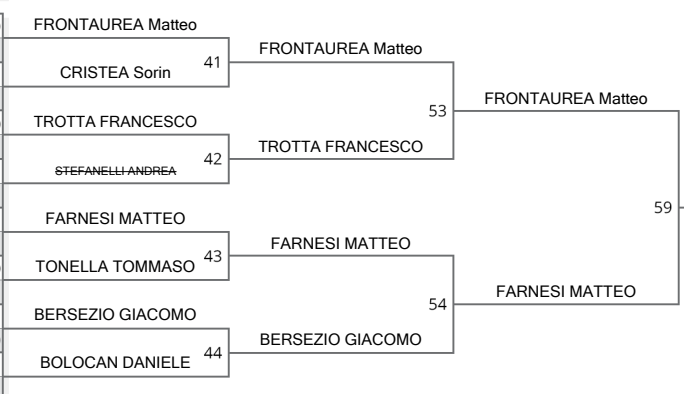 FRONTAUREA Matteo
41
CRISTEA Sorin
FRONTAUREA Matteo
53
TROTTA FRANCESCO
42
STEFANELLI ANDREA
TROTTA FRANCESCO
FRONTAUREA Matteo
59
FARNESI MATTEO
43
TONELLA TOMMASO
FARNESI MATTEO
54
BERSEZIO GIACOMO
44
BOLOCAN DANIELE
BERSEZIO GIACOMO
FARNESI MATTEO